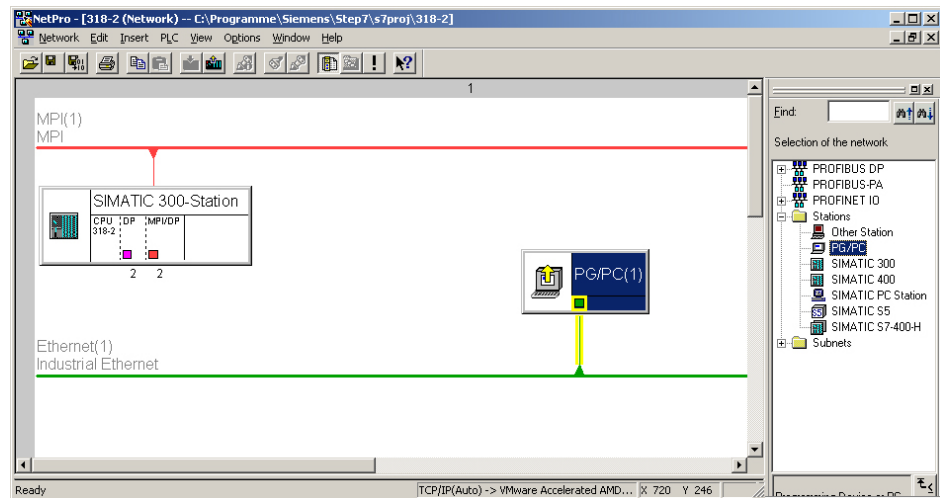 NetPro - [318-2 (Network) -- C:\Programme\Siemens\Step7\s7proj\318-2]
Network Edit Insert PLC View Options Window Help
1
MPI(1)
MPI
SIMATIC 300-Station
CPU DP MPI/DP
318-2
2 2
PG/PC(1)
Ethernet(1)
Industrial Ethernet
Find:
Selection of the network
PROFIBUS DP
PROFIBUS-PA
PROFINET IO
Stations
Other Station
PG/PC
SIMATIC 300
SIMATIC 400
SIMATIC PC Station
SIMATIC S5
SIMATIC S7-400-H
Subnets
Ready
TCP/IP(Auto) -> VMware Accelerated AMD... X 720 Y 246